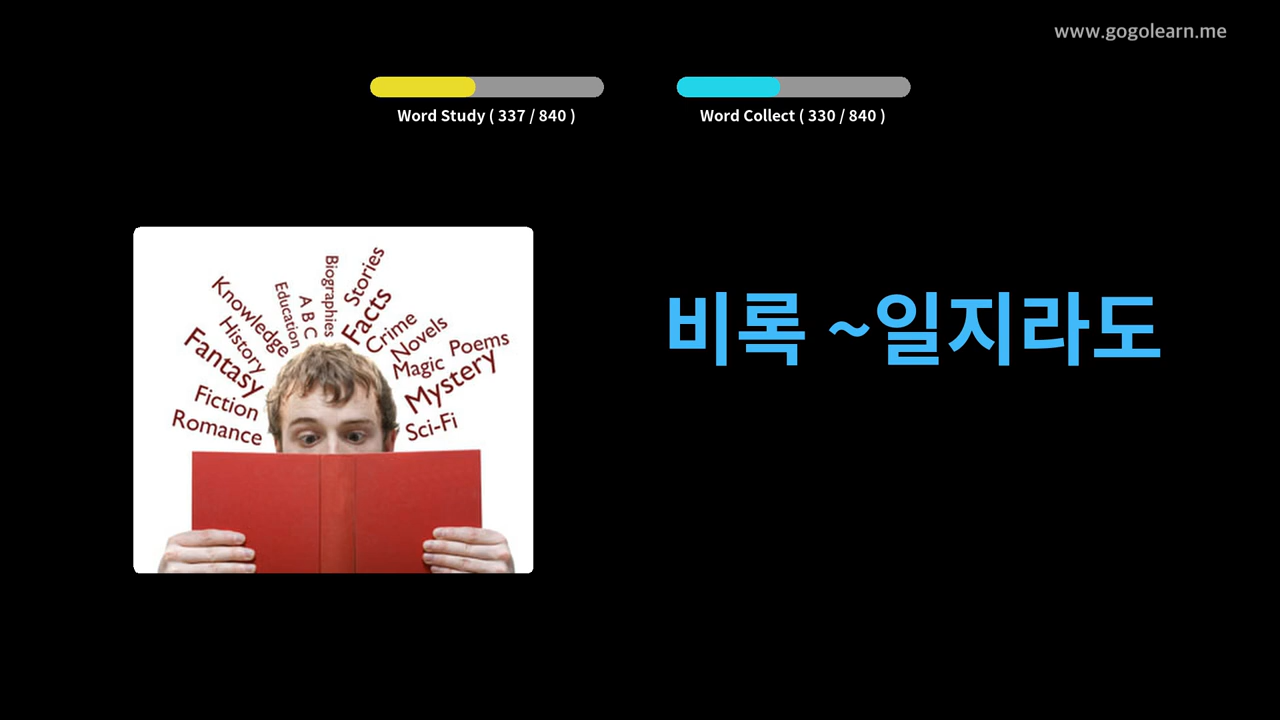 www.gogolearn.me
Word Study ( 337 / 840 )
Word Collect ( 330 / 840 )
Knowledge
History
Fantasy
Fiction
Romance
Education
A B C
Biographies
Stories
Facts
Crime
Novels
Magic
Poems
Mystery
Sci-Fi
비록 ~일지라도